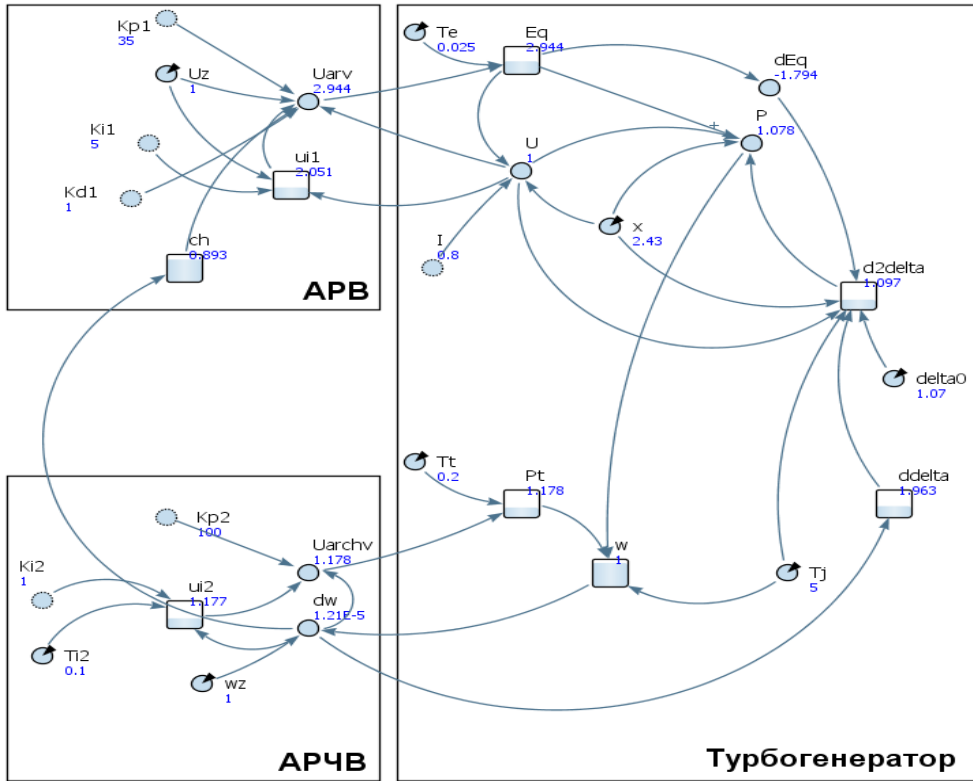 Kp1
35
Uz
1
Uarv
2.944
Ki1
5
ui1
2.051
Kd1
1
ch
0.893
АРВ
Te
0.025
Eq
2.944
dEq
-1.794
+
P
1.078
U
1
I
0.8
x
2.43
d2delta
1.097
delta0
1.07
Tt
0.2
Pt
1.178
ddelta
1.963
w
1
Tj
5
Турбогенератор
Kp2
100
Uarchv
1.178
Ki2
1
ui2
1.177
dw
1.21E-5
Ti2
0.1
wz
1
АРЧВ